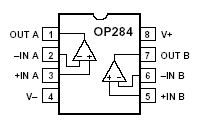 OUT A 1 OP284 8 V+
–IN A 2 7 OUT B
+IN A 3 6 –IN B
V– 4 5 +IN B